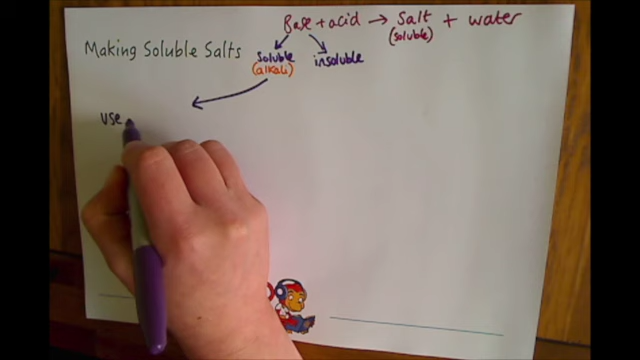 Base + acid → Salt + water
(soluble)
Making Soluble Salts
Soluble insoluble
(alkali)
use